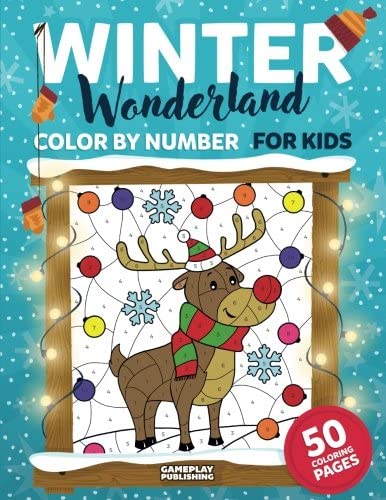 WINTER
Wonderland
COLOR BY NUMBER FOR KIDS
50
COLORING
PAGES
GAMEPLAY
PUBLISHING